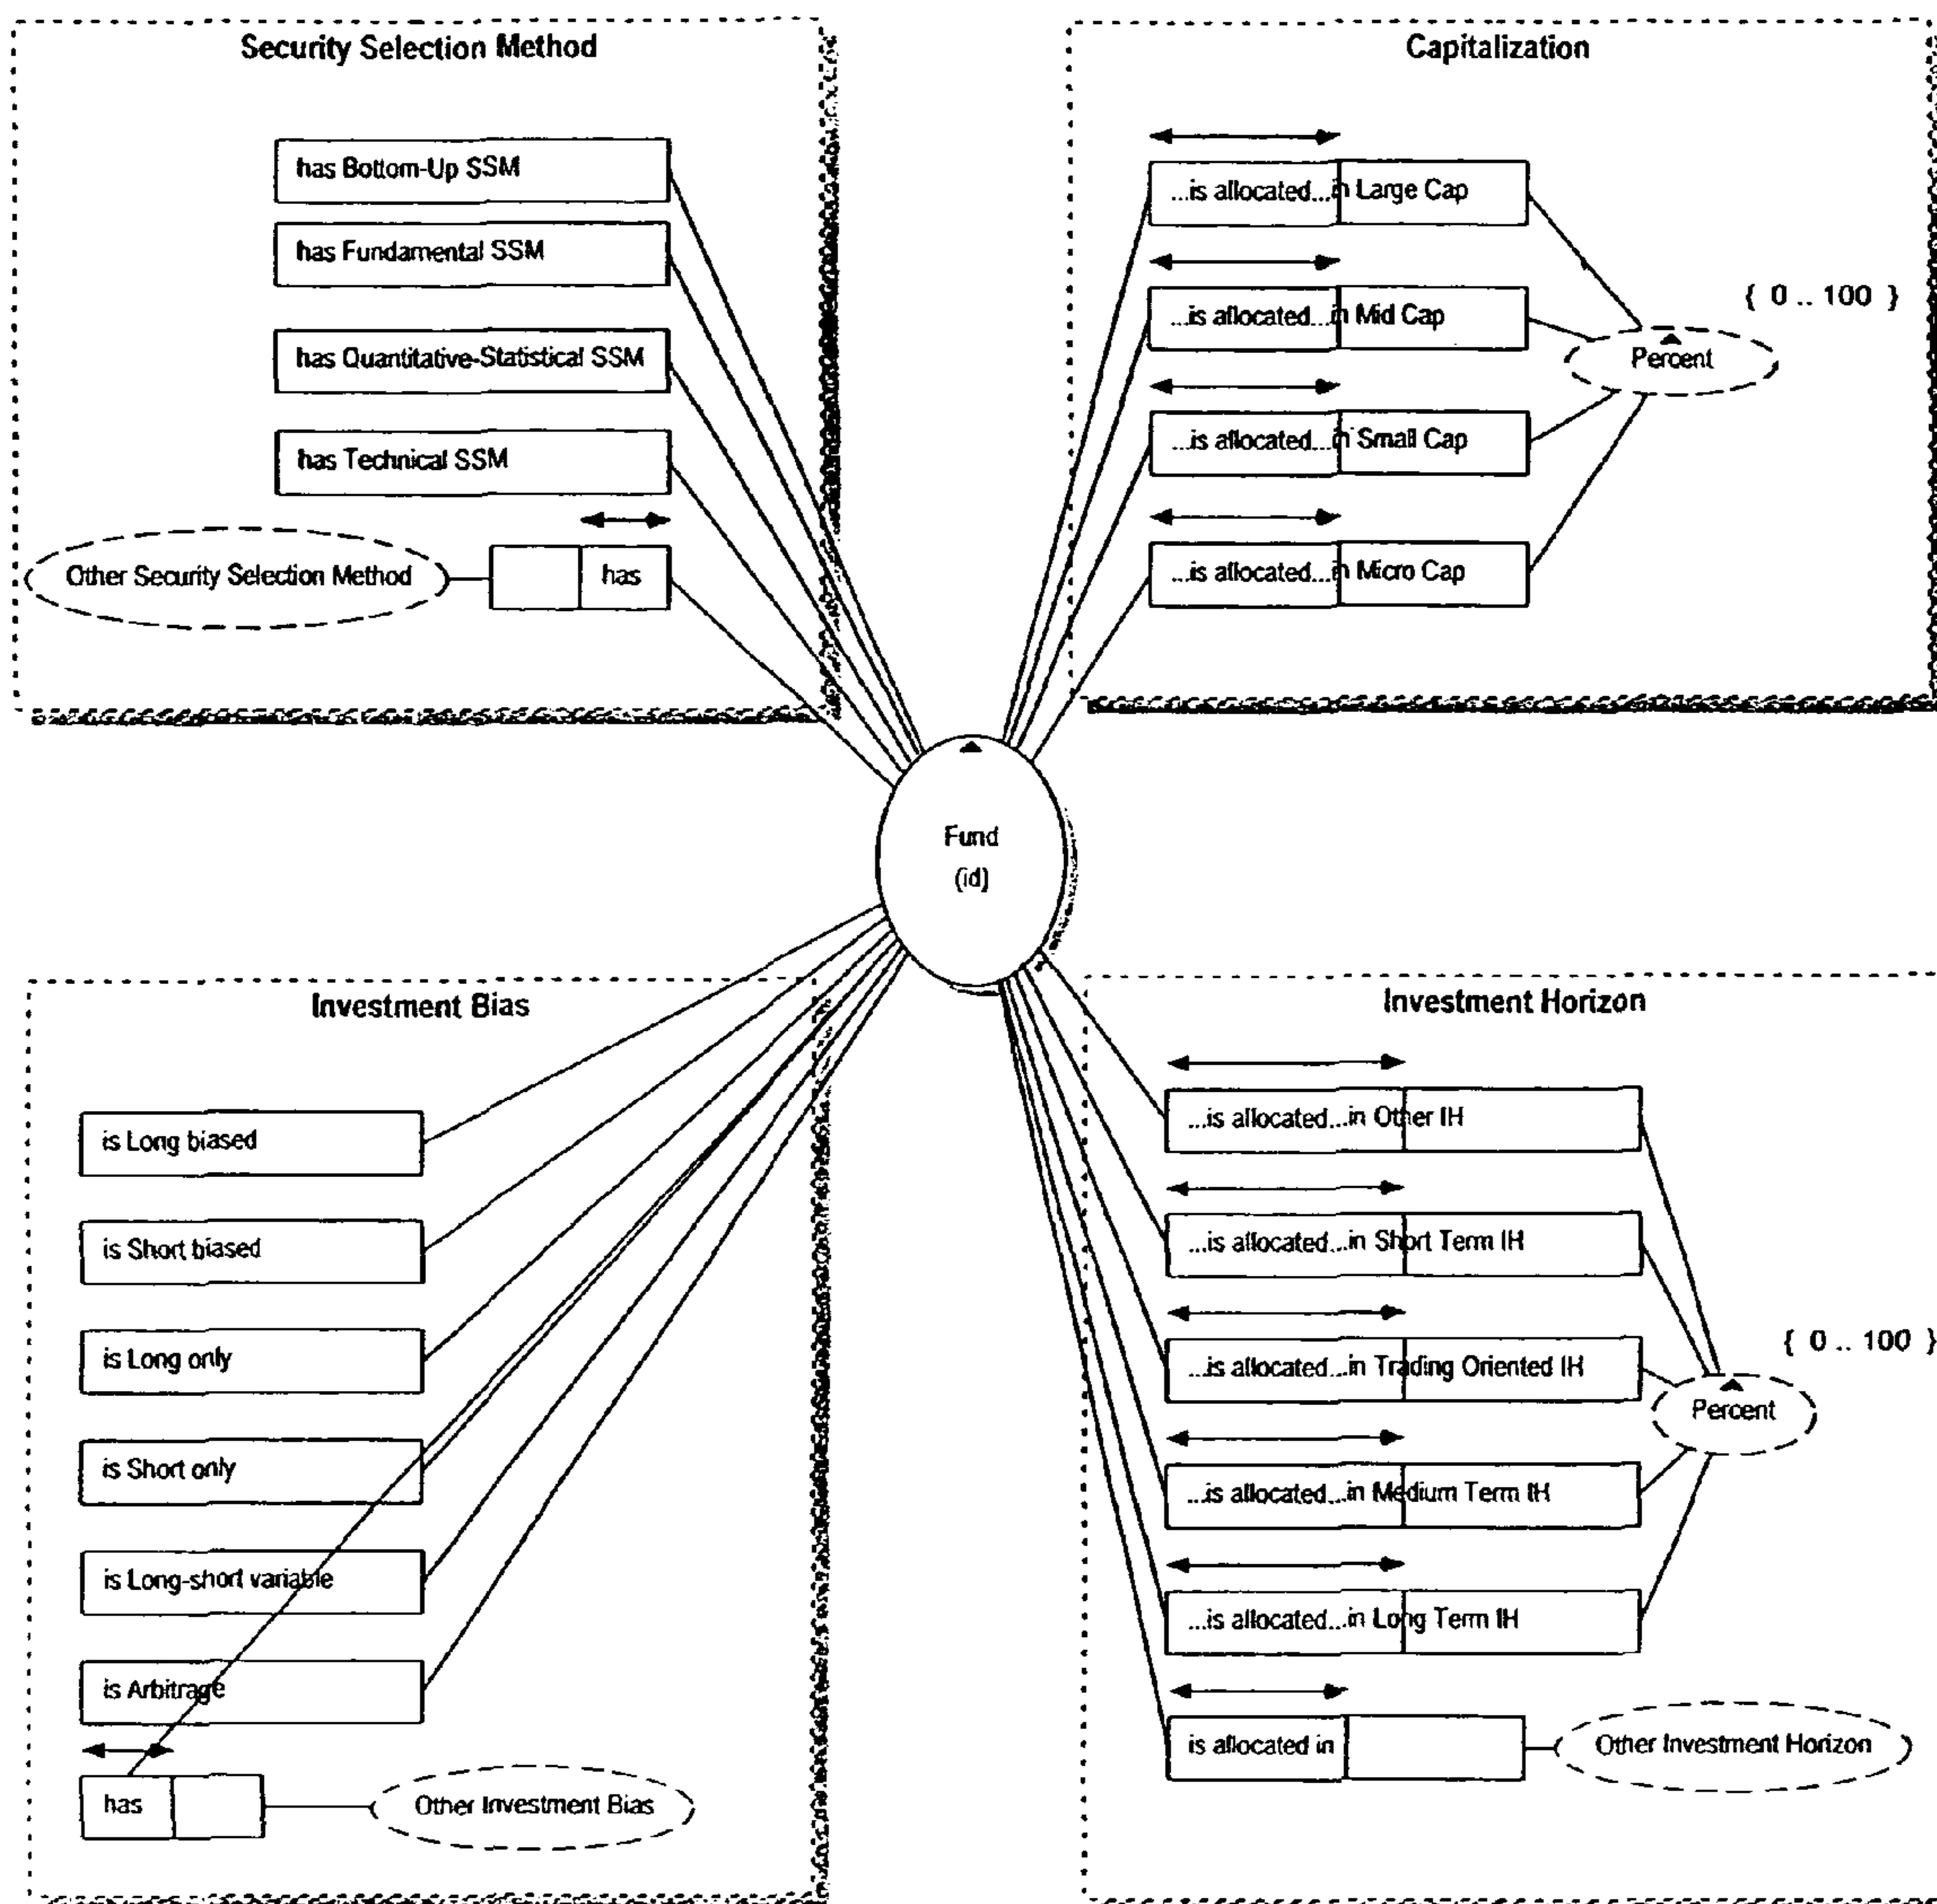 Security Selection Method
has Bottom-Up SSM
has Fundamental SSM
has Quantitative-Statistical SSM
has Technical SSM
Other Security Selection Method
has
Capitalization
...is allocated...in Large Cap
...is allocated...in Mid Cap
...is allocated...in Small Cap
...is allocated...in Micro Cap
{ 0 .. 100 }
Percent
Fund
(id)
Investment Bias
is Long biased
is Short biased
is Long only
is Short only
is Long-short variable
is Arbitrage
has
Other Investment Bias
Investment Horizon
...is allocated...in Other IH
...is allocated...in Short Term IH
...is allocated...in Trading Oriented IH
...is allocated...in Medium Term IH
...is allocated...in Long Term IH
{ 0 .. 100 }
Percent
is allocated in
Other Investment Horizon